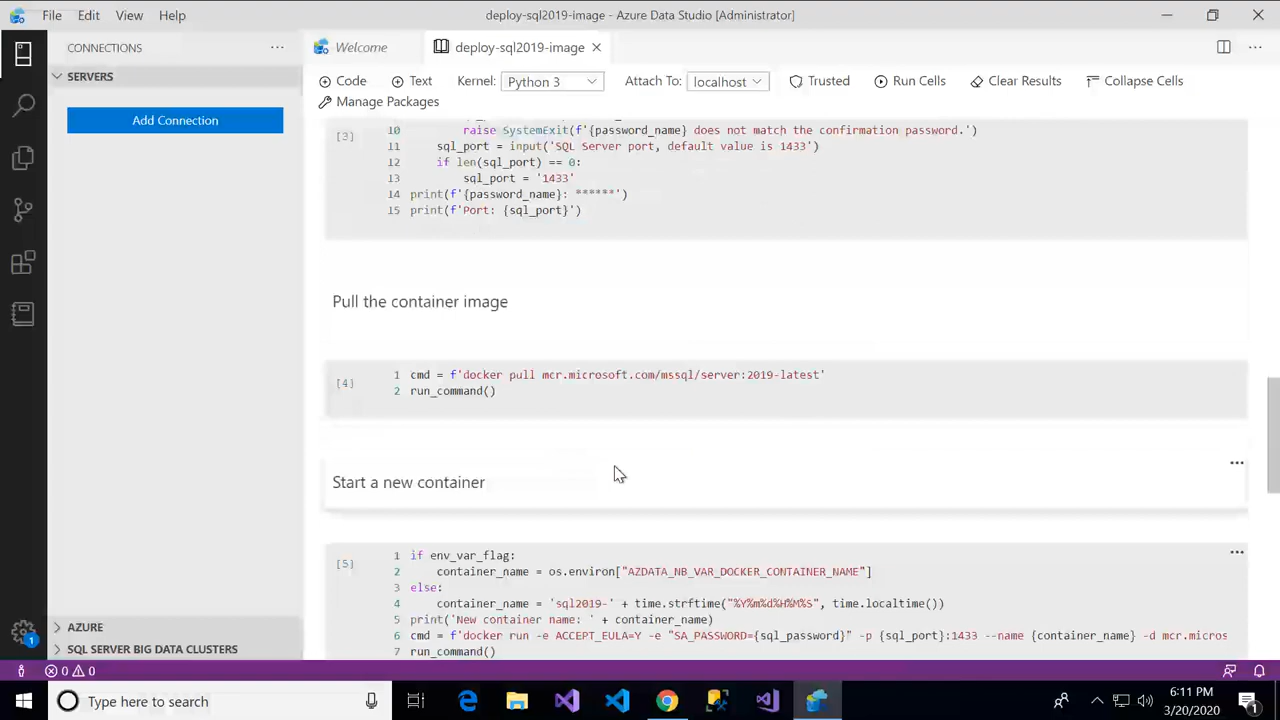 File Edit View Help
deploy-sql2019-image - Azure Data Studio [Administrator]
CONNECTIONS
SERVERS
Add Connection
AZURE
SQL SERVER BIG DATA CLUSTERS
Welcome
deploy-sql2019-image
Code Text Kernel: Python 3 Attach To: localhost Trusted Run Cells Clear Results Collapse Cells
Manage Packages
[3]
10 raise SystemExit(f'{password_name} does not match the confirmation password.')
11 sql_port = input('SQL Server port, default value is 1433')
12 if len(sql_port) == 0:
13 sql_port = '1433'
14 print(f'{password_name}: ******')
15 print(f'Port: {sql_port}')
Pull the container image
[4]
1 cmd = f'docker pull mcr.microsoft.com/mssql/server:2019-latest'
2 run_command()
Start a new container
[5]
1 if env_var_flag:
2 container_name = os.environ["AZDATA_NB_VAR_DOCKER_CONTAINER_NAME"]
3 else:
4 container_name = 'sql2019-' + time.strftime("%Y%m%d%H%M%S", time.localtime())
5 print('New container name: ' + container_name)
6 cmd = f'docker run -e ACCEPT_EULA=Y -e "SA_PASSWORD={sql_password}" -p {sql_port}:1433 --name {container_name} -d mcr.micros
7 run_command()
1
0 0
Type here to search
6:11 PM
3/20/2020
1